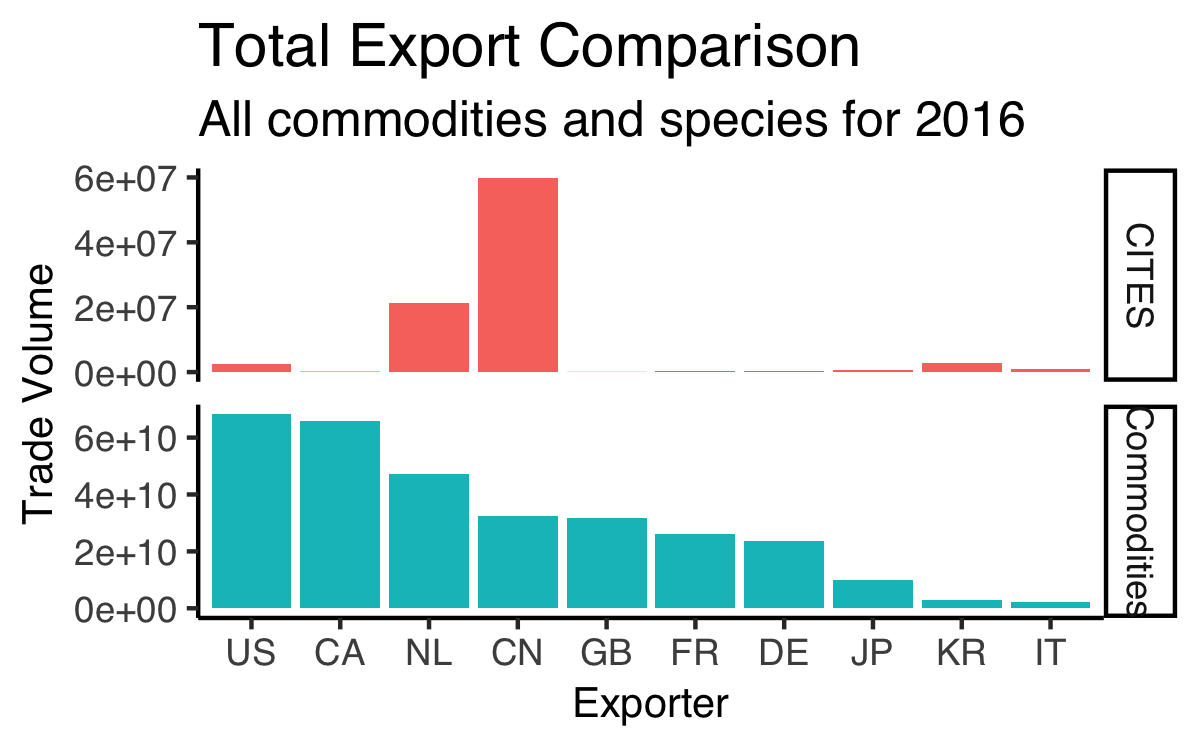 Total Export Comparison
All commodities and species for 2016
Trade Volume
6e+07
4e+07
2e+07
0e+00
CITES
6e+10
4e+10
2e+10
0e+00
Commodities
US CA NL CN GB FR DE JP KR IT
Exporter